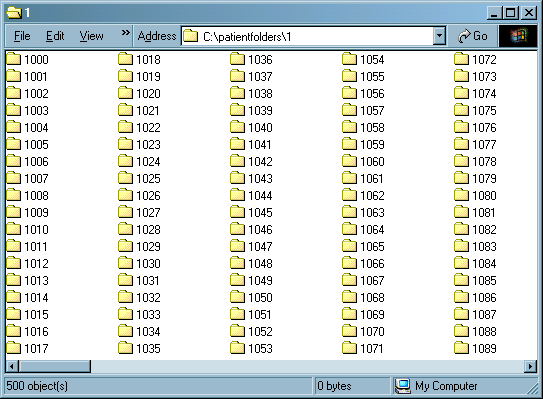 1
File Edit View » Address C:\patientfolders\1 Go
1000 1018 1036 1054 1072
1001 1019 1037 1055 1073
1002 1020 1038 1056 1074
1003 1021 1039 1057 1075
1004 1022 1040 1058 1076
1005 1023 1041 1059 1077
1006 1024 1042 1060 1078
1007 1025 1043 1061 1079
1008 1026 1044 1062 1080
1009 1027 1045 1063 1081
1010 1028 1046 1064 1082
1011 1029 1047 1065 1083
1012 1030 1048 1066 1084
1013 1031 1049 1067 1085
1014 1032 1050 1068 1086
1015 1033 1051 1069 1087
1016 1034 1052 1070 1088
1017 1035 1053 1071 1089
500 object(s) 0 bytes My Computer